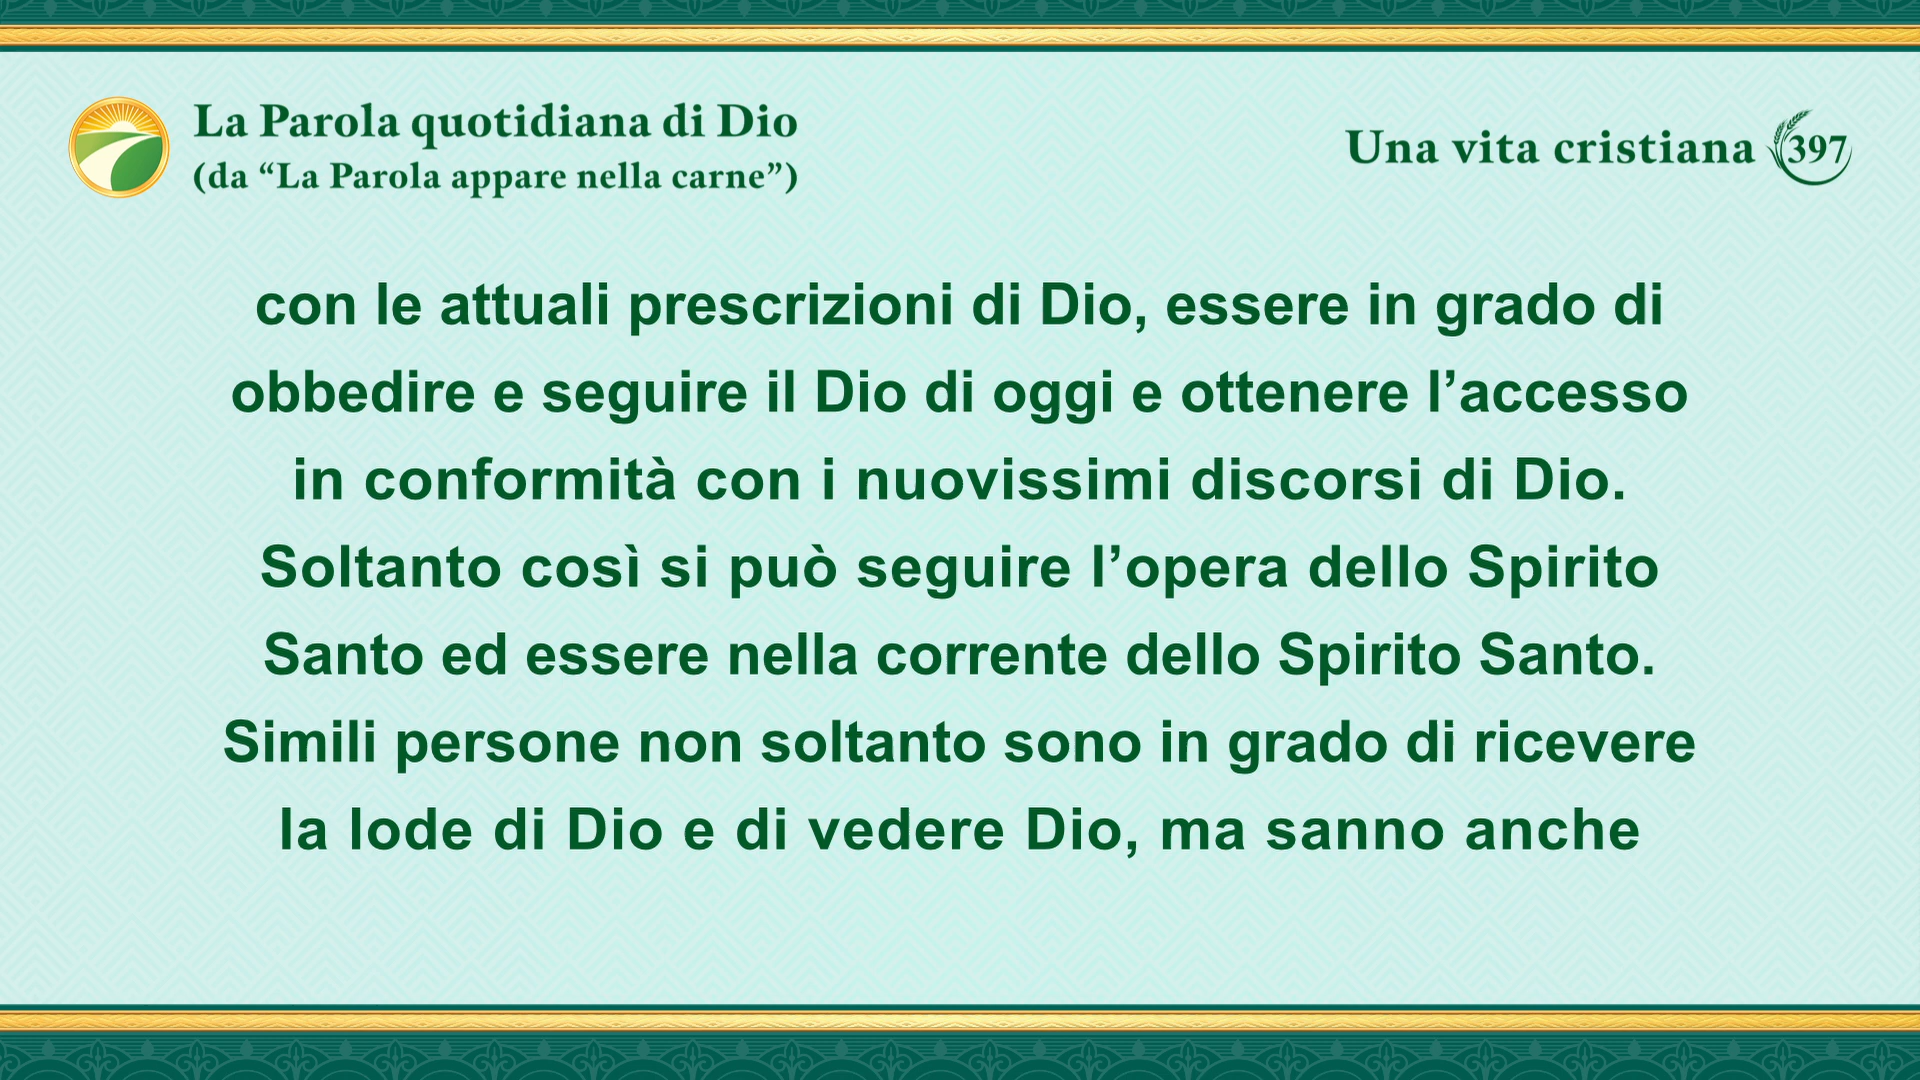 La Parola quotidiana di Dio
(da “La Parola appare nella carne”)
Una vita cristiana 397
con le attuali prescrizioni di Dio, essere in grado di
obbedire e seguire il Dio di oggi e ottenere l’accesso
in conformità con i nuovissimi discorsi di Dio.
Soltanto così si può seguire l’opera dello Spirito
Santo ed essere nella corrente dello Spirito Santo.
Simili persone non soltanto sono in grado di ricevere
la lode di Dio e di vedere Dio, ma sanno anche